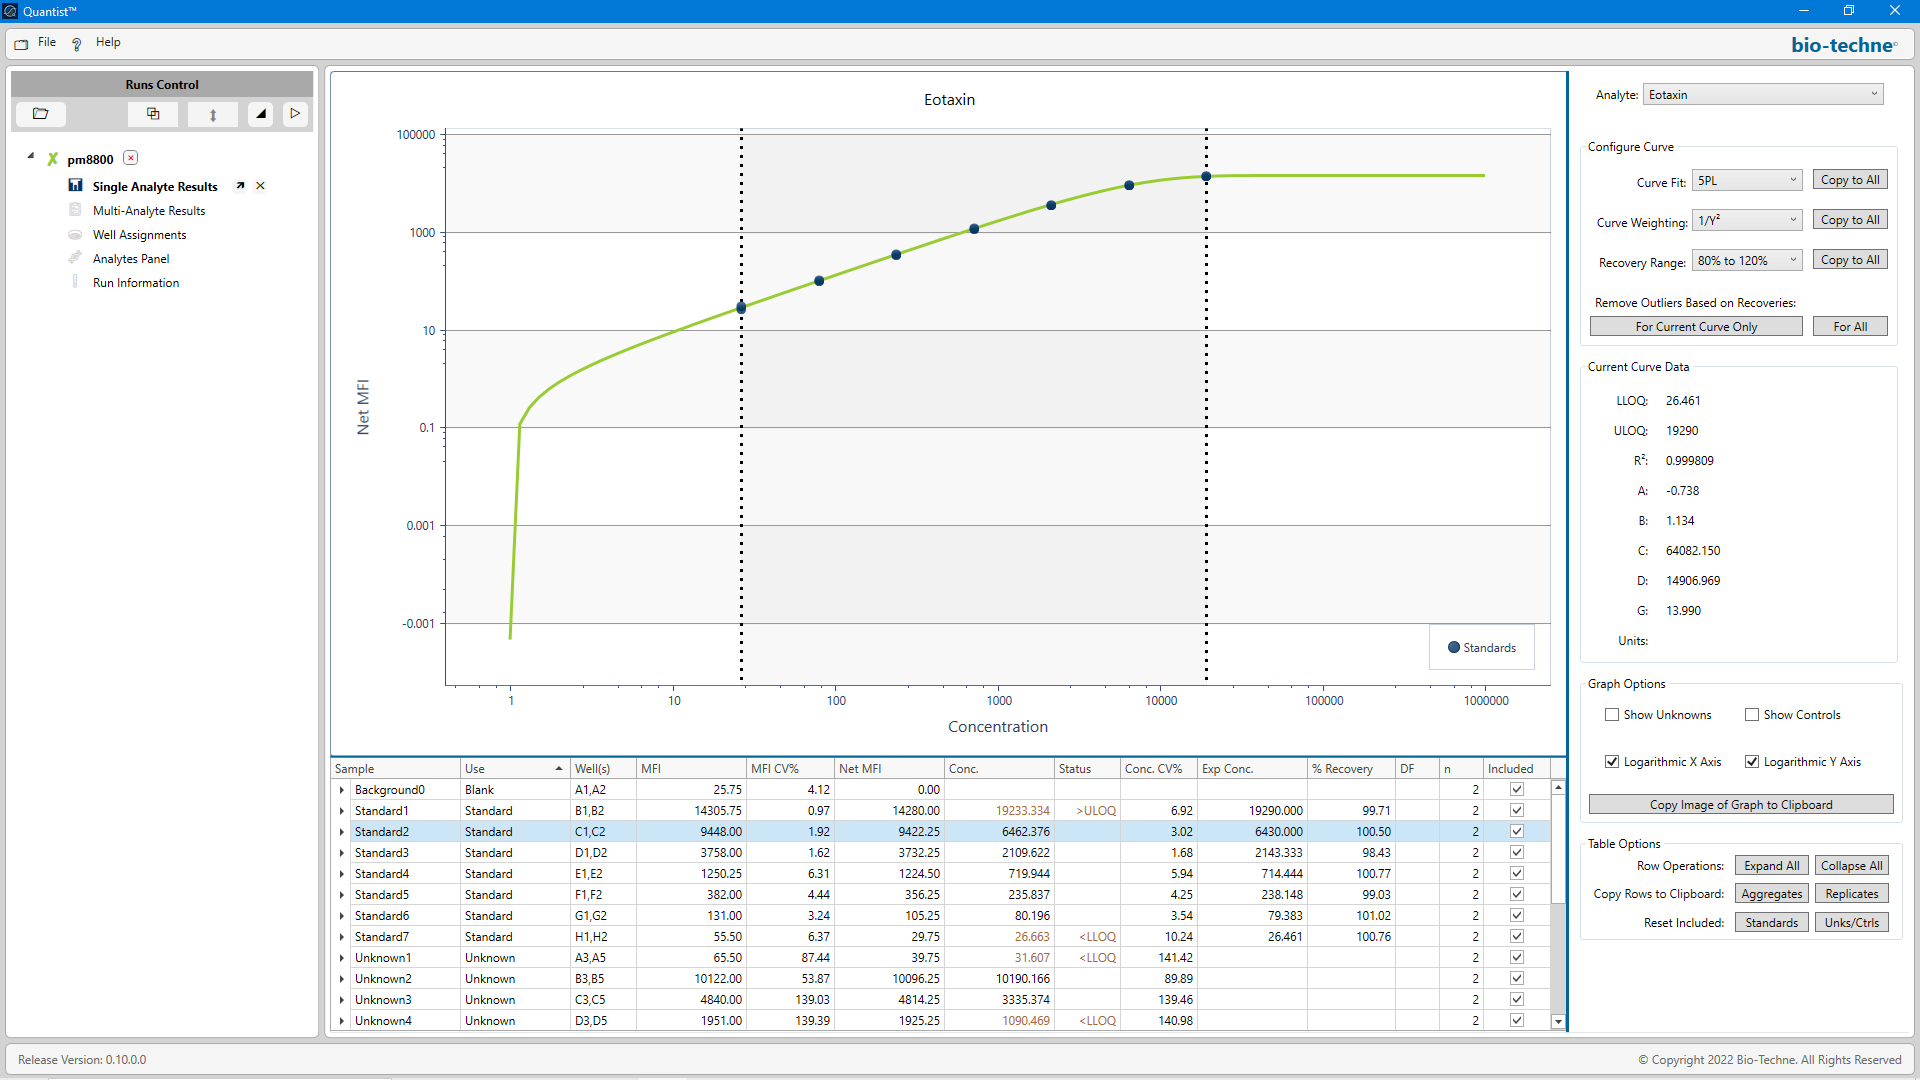 Quantist™
File ? Help
bio-techne
Runs Control
pm8800
Single Analyte Results
Multi-Analyte Results
Well Assignments
Analytes Panel
Run Information
Eotaxin
100000
1000
10
0.1
0.001
-0.001
Net MFI
1 10 100 1000 10000 100000 1000000
Concentration
Standards
Analyte: Eotaxin
Configure Curve
Curve Fit: 5PL Copy to All
Curve Weighting: 1/Y² Copy to All
Recovery Range: 80% to 120% Copy to All
Remove Outliers Based on Recoveries:
For Current Curve Only For All
Current Curve Data
LLOQ: 26.461
ULOQ: 19290
R²: 0.999809
A: -0.738
B: 1.134
C: 64082.150
D: 14906.969
G: 13.990
Units:
Graph Options
Show Unknowns Show Controls
Logarithmic X Axis Logarithmic Y Axis
Copy Image of Graph to Clipboard
Table Options
Row Operations: Expand All Collapse All
Copy Rows to Clipboard: Aggregates Replicates
Reset Included: Standards Unks/Ctrls
Sample Use Well(s) MFI MFI CV% Net MFI Conc. Status Conc. CV% Exp Conc. % Recovery DF n Included
Background0 Blank A1,A2 25.75 4.12 0.00 2
Standard1 Standard B1,B2 14305.75 0.97 14280.00 19233.334 >ULOQ 6.92 19290.000 99.71 2
Standard2 Standard C1,C2 9448.00 1.92 9422.25 6462.376 3.02 6430.000 100.50 2
Standard3 Standard D1,D2 3758.00 1.62 3732.25 2109.622 1.68 2143.333 98.43 2
Standard4 Standard E1,E2 1250.25 6.31 1224.50 719.944 5.94 714.444 100.77 2
Standard5 Standard F1,F2 382.00 4.44 356.25 235.837 4.25 238.148 99.03 2
Standard6 Standard G1,G2 131.00 3.24 105.25 80.196 3.54 79.383 101.02 2
Standard7 Standard H1,H2 55.50 6.37 29.75 26.663 <LLOQ 10.24 26.461 100.76 2
Unknown1 Unknown A3,A5 65.50 87.44 39.75 31.607 <LLOQ 141.42 2
Unknown2 Unknown B3,B5 10122.00 53.87 10096.25 10190.166 89.89 2
Unknown3 Unknown C3,C5 4840.00 139.03 4814.25 3335.374 139.46 2
Unknown4 Unknown D3,D5 1951.00 139.39 1925.25 1090.469 <LLOQ 140.98 2
Release Version: 0.10.0.0
© Copyright 2022 Bio-Techne. All Rights Reserved